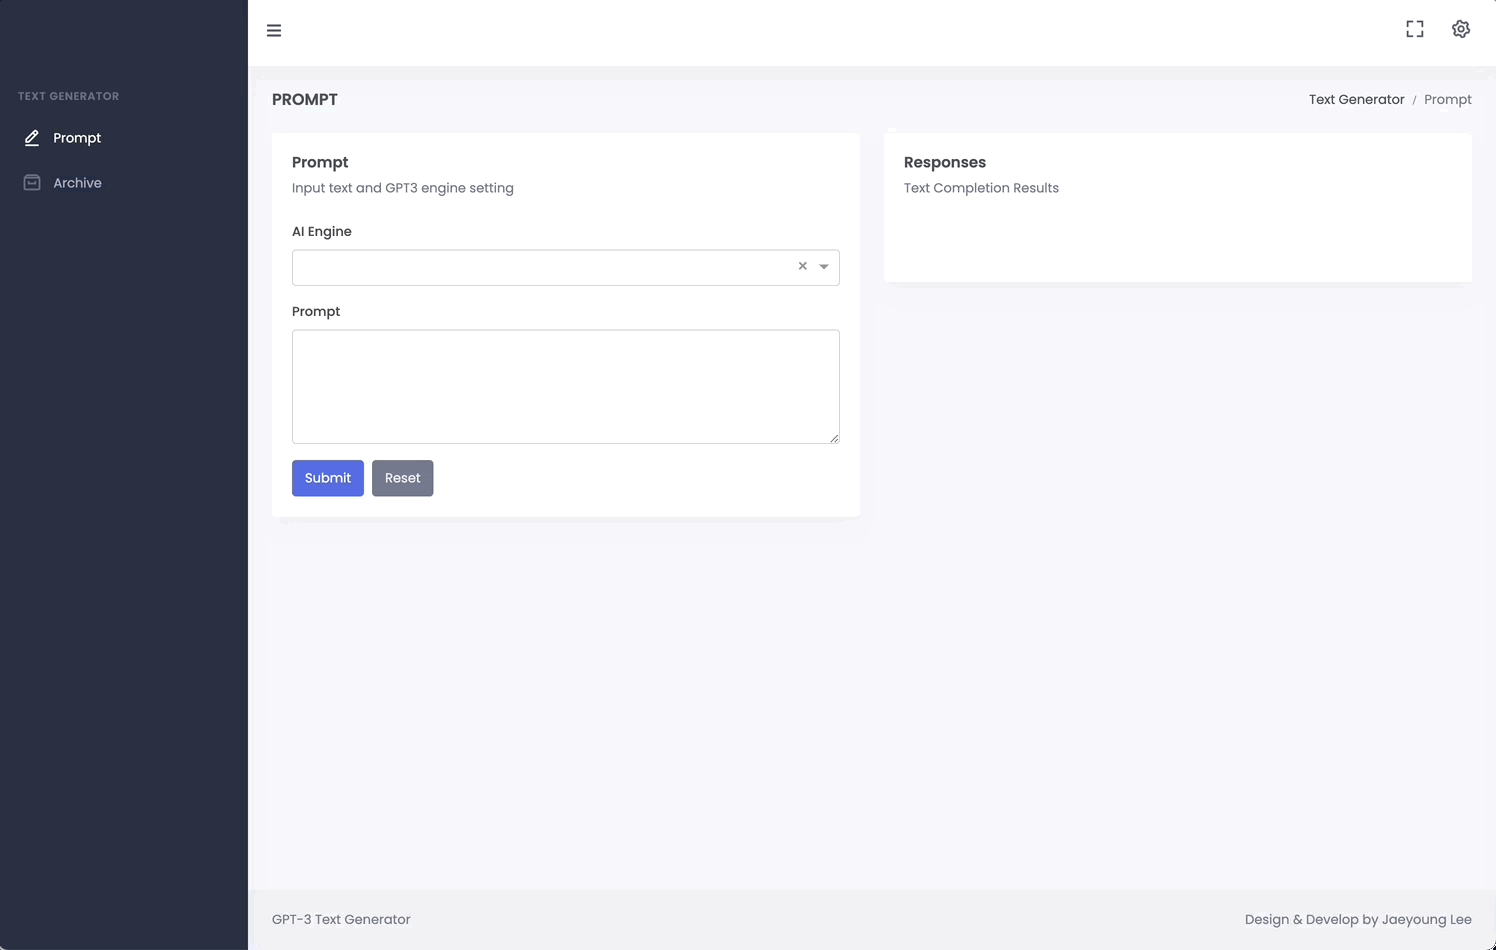 TEXT GENERATOR
Prompt
Archive
PROMPT
Text Generator / Prompt
Prompt
Input text and GPT3 engine setting
AI Engine
Prompt
Submit
Reset
Responses
Text Completion Results
GPT-3 Text Generator
Design & Develop by Jaeyoung Lee